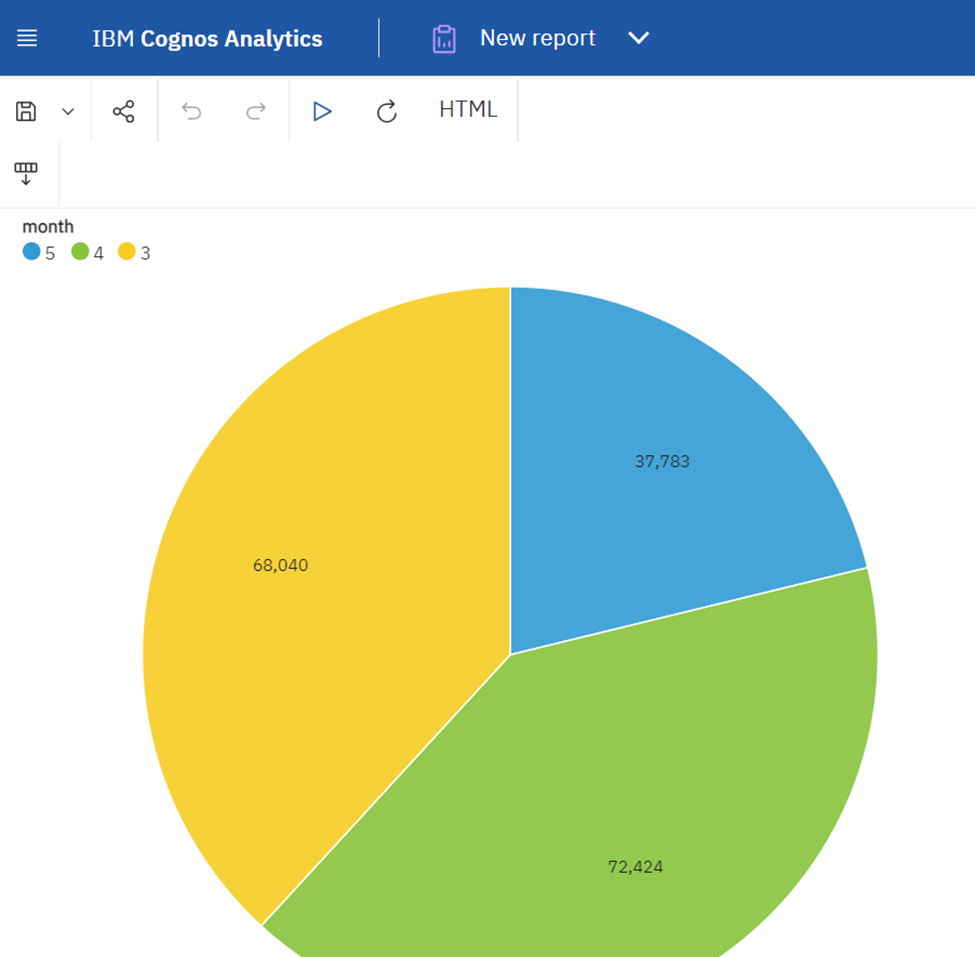 IBM Cognos Analytics New report
HTML
month
5 4 3
37,783
68,040
72,424